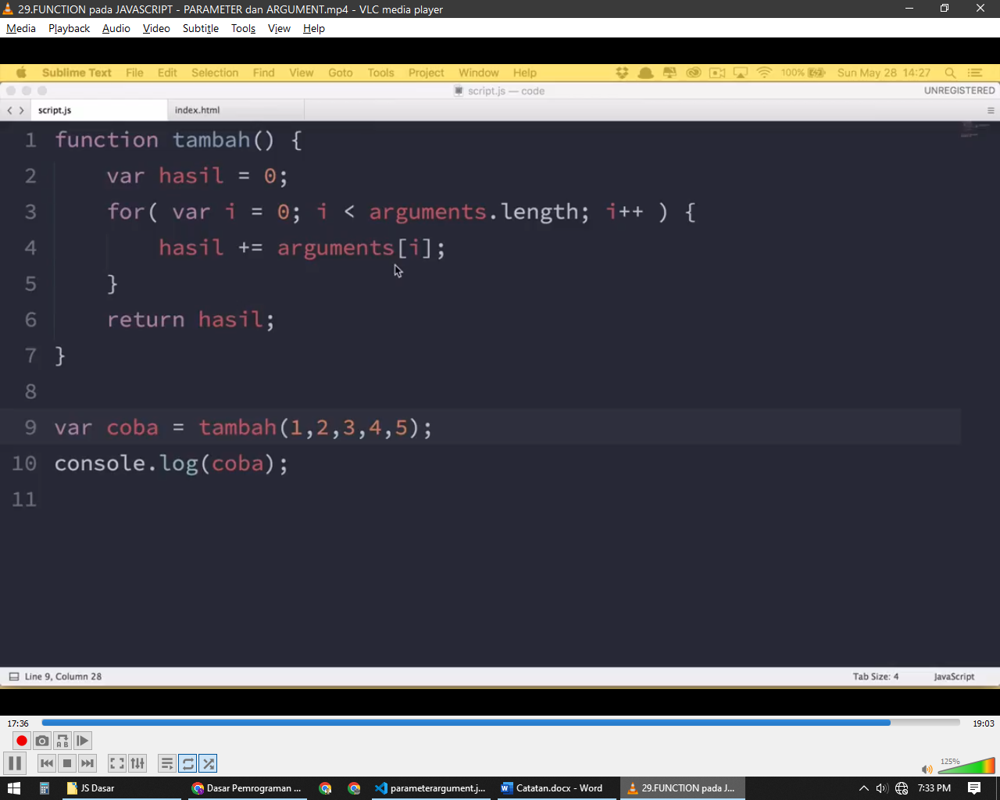 29.FUNCTION pada JAVASCRIPT - PARAMETER dan ARGUMENT.mp4 - VLC media player
Media Playback Audio Video Subtitle Tools View Help
Sublime Text File Edit Selection Find View Goto Tools Project Window Help 100% Sun May 28 14:27
script.js — code UNREGISTERED
script.js index.html
1 function tambah() {
2 var hasil = 0;
3 for( var i = 0; i < arguments.length; i++ ) {
4 hasil += arguments[i];
5 }
6 return hasil;
7 }
8
9 var coba = tambah(1,2,3,4,5);
10 console.log(coba);
11
Line 9, Column 28 Tab Size: 4 JavaScript
17:36 19:03
A B
125%
JS Dasar Dasar Pemrograman ... parameterargument.j... Catatan.docx - Word 29.FUNCTION pada J... 7:33 PM